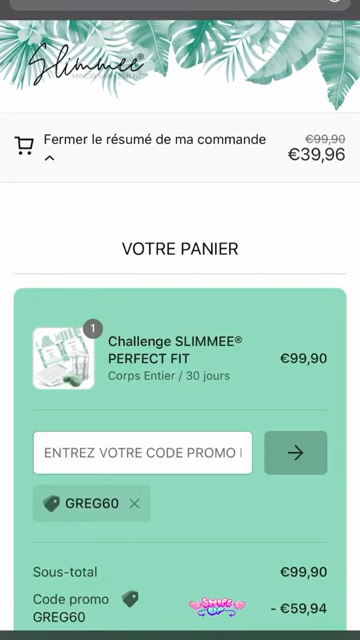 Slimmee®
Fermer le résumé de ma commande
€99,90
€39,96
VOTRE PANIER
1
Challenge SLIMMEE®
PERFECT FIT
€99,90
Corps Entier / 30 jours
ENTREZ VOTRE CODE PROMO
GREG60
Sous-total
€99,90
Code promo
GREG60
- €59,94